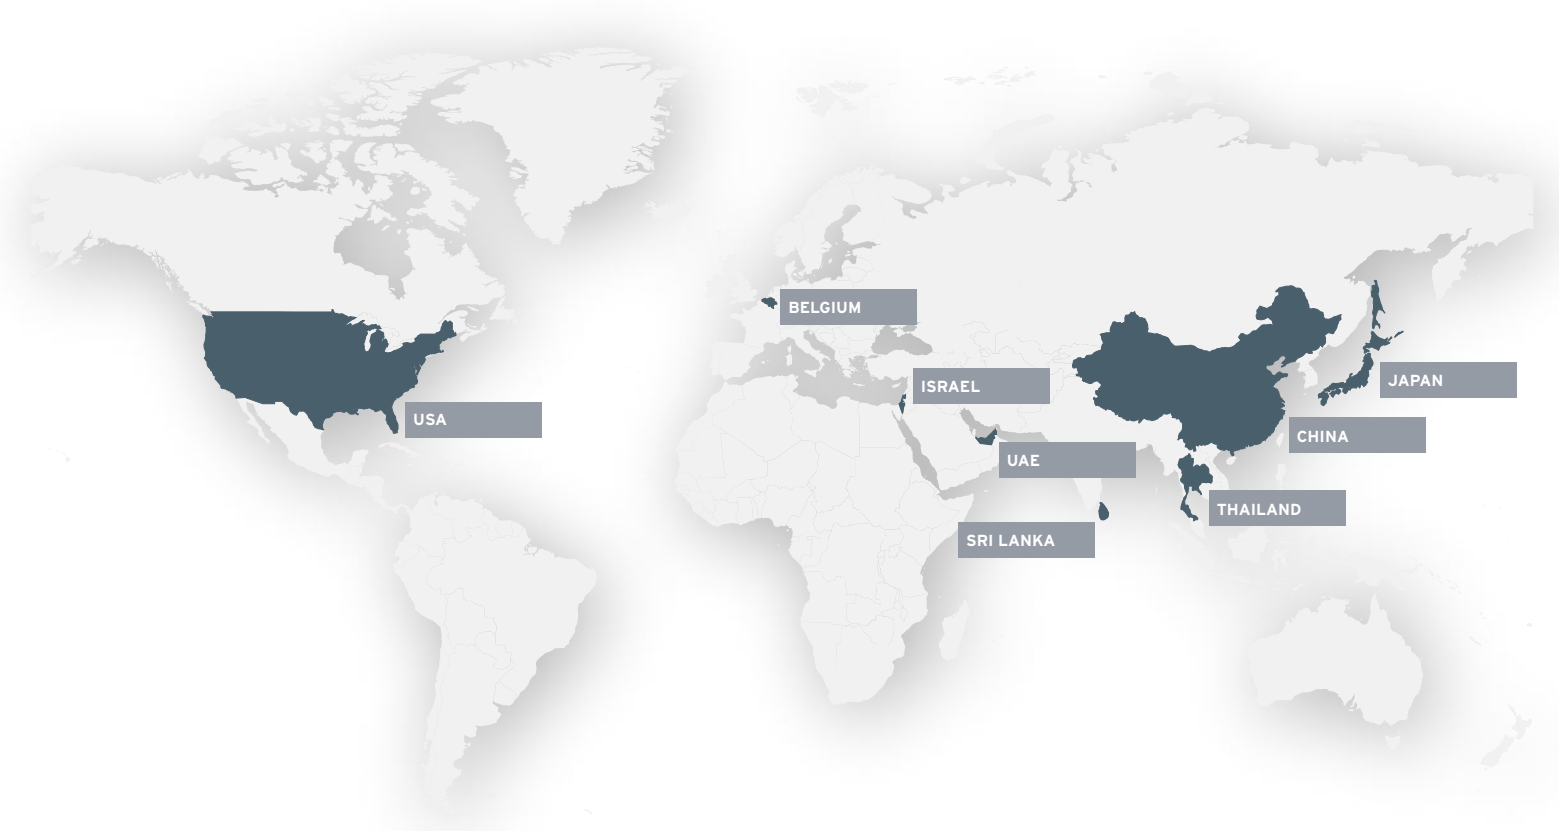 BELGIUM
ISRAEL
JAPAN
USA
CHINA
UAE
THAILAND
SRI LANKA